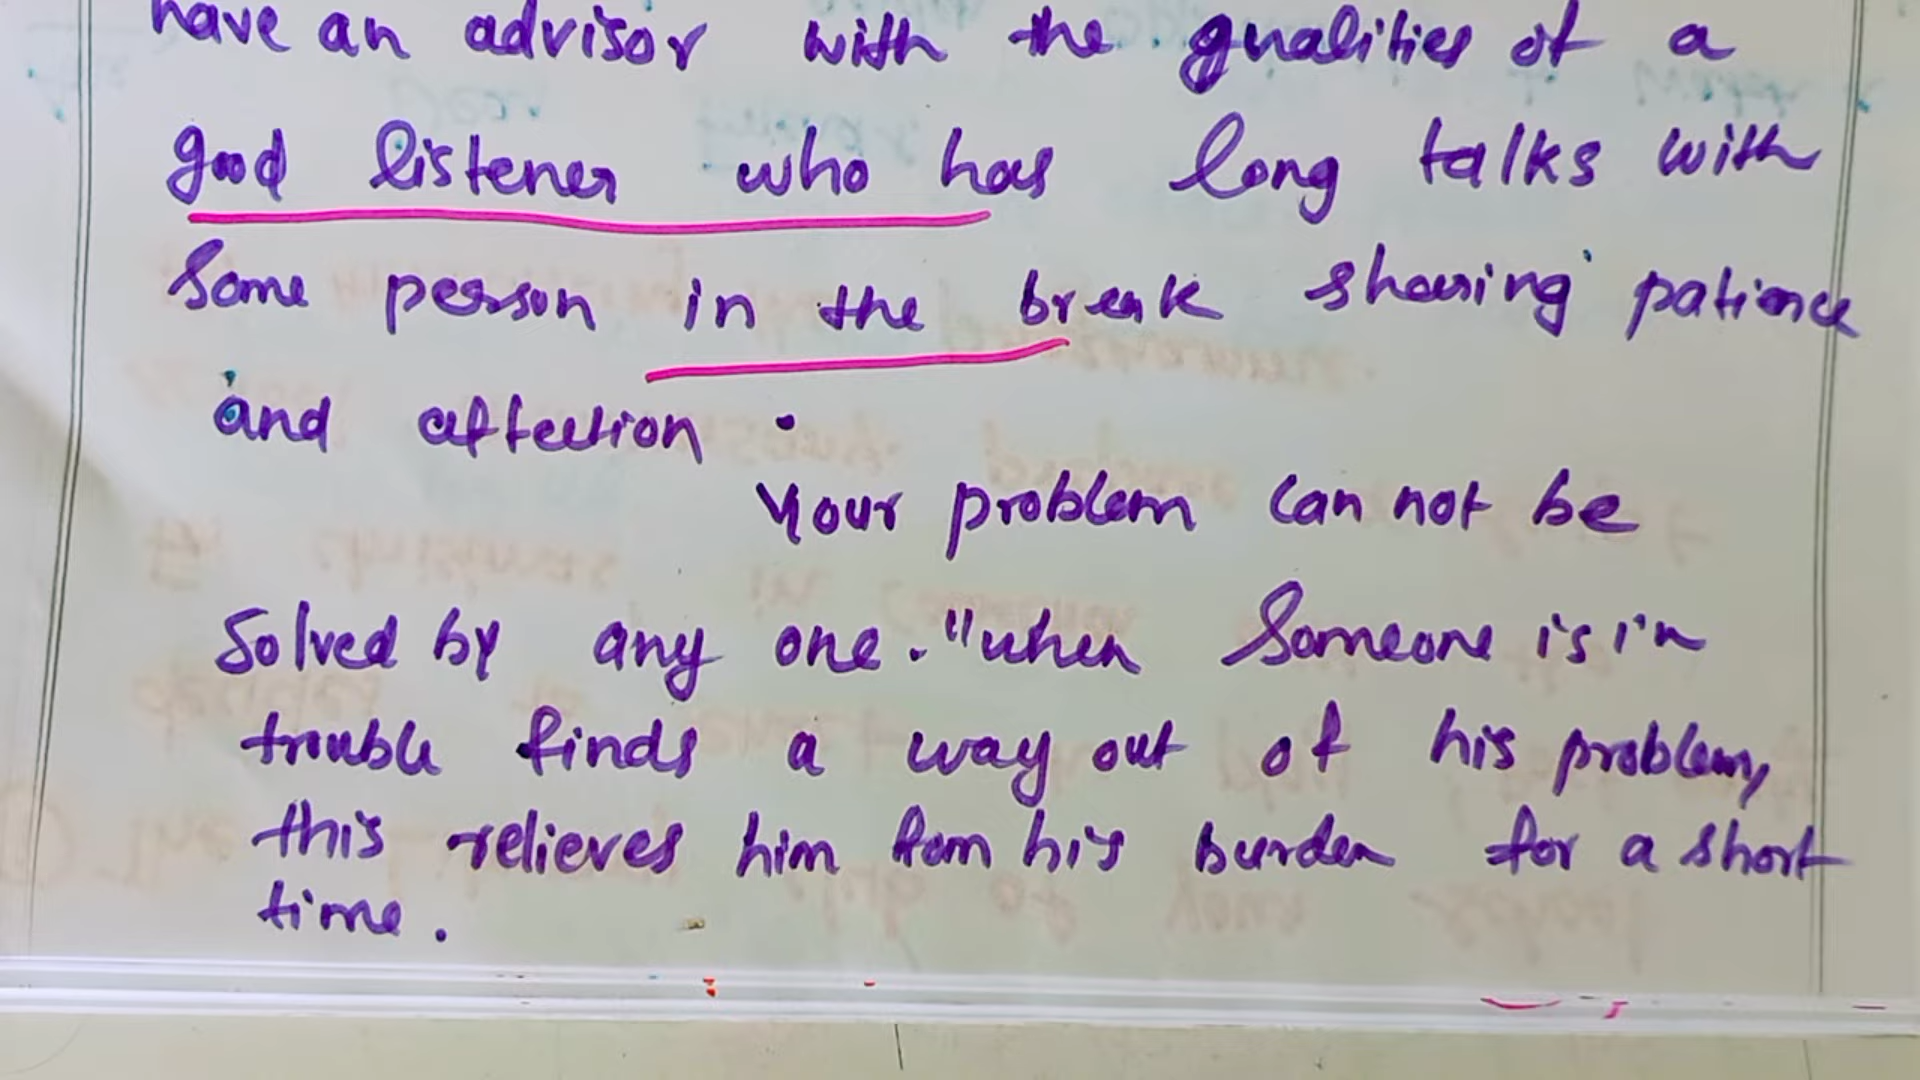 have an advisor with the qualities of a
good listener who has long talks with
Some person in the break sharing patience
and affection.
Your problem can not be
Solved by any one. "when Someone is in
trouble finds a way out of his problem,
this relieves him from his burden for a short
time.